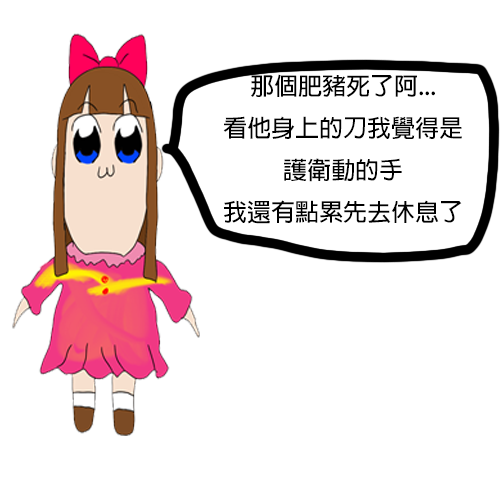 那個肥豬死了阿...
看他身上的刀我覺得是
護衛動的手
我還有點累先去休息了